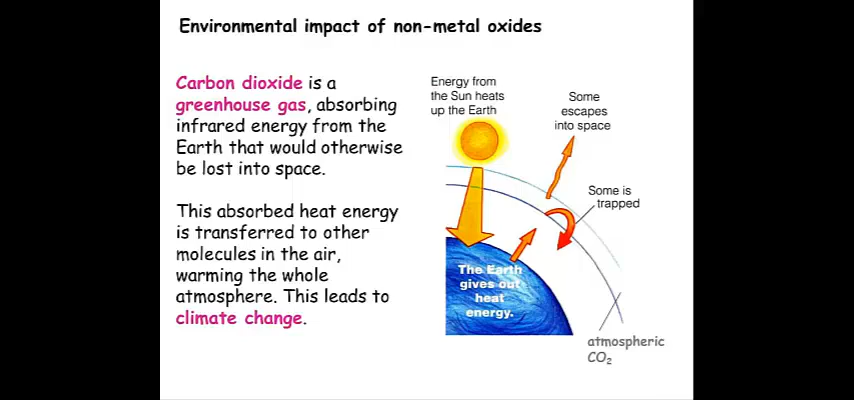 Environmental impact of non-metal oxides
Carbon dioxide is a
greenhouse gas, absorbing
infrared energy from the
Earth that would otherwise
be lost into space.
This absorbed heat energy
is transferred to other
molecules in the air,
warming the whole
atmosphere. This leads to
climate change.
Energy from
the Sun heats
up the Earth
Some
escapes
into space
Some is
trapped
The Earth
gives out
heat
energy.
atmospheric
CO₂